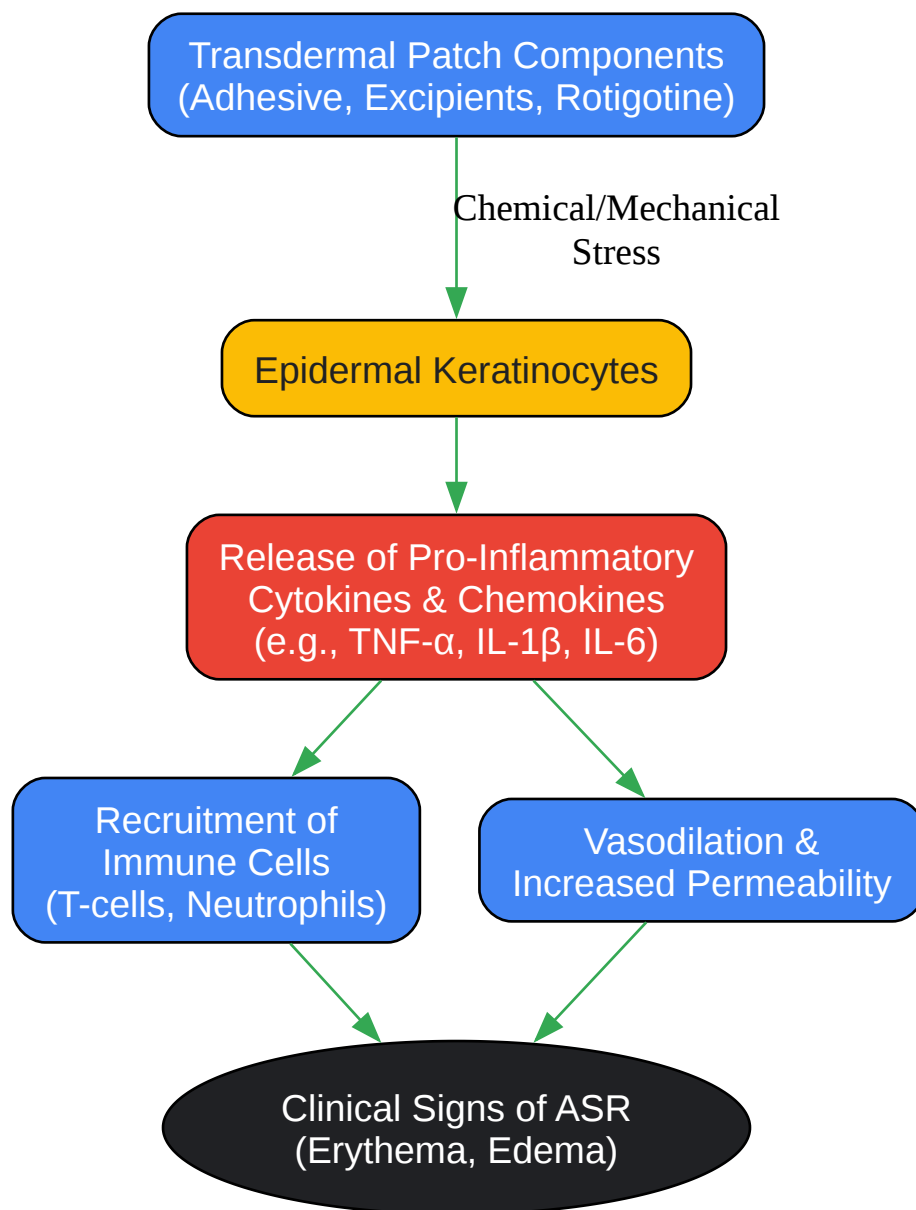 Transdermal Patch Components
(Adhesive, Excipients, Rotigotine)
Chemical/Mechanical
Stress
Epidermal Keratinocytes
Release of Pro-Inflammatory
Cytokines & Chemokines
(e.g., TNF-α, IL-1β, IL-6)
Recruitment of
Immune Cells
(T-cells, Neutrophils)
Vasodilation &
Increased Permeability
Clinical Signs of ASR
(Erythema, Edema)